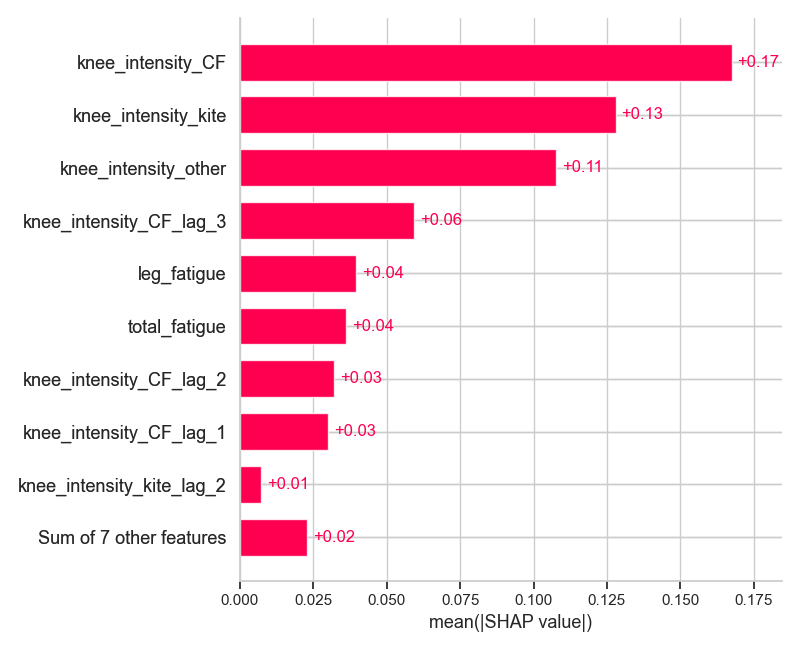 knee_intensity_CF +0.17
knee_intensity_kite +0.13
knee_intensity_other +0.11
knee_intensity_CF_lag_3 +0.06
leg_fatigue +0.04
total_fatigue +0.04
knee_intensity_CF_lag_2 +0.03
knee_intensity_CF_lag_1 +0.03
knee_intensity_kite_lag_2 +0.01
Sum of 7 other features +0.02
0.000 0.025 0.050 0.075 0.100 0.125 0.150 0.175
mean(|SHAP value|)